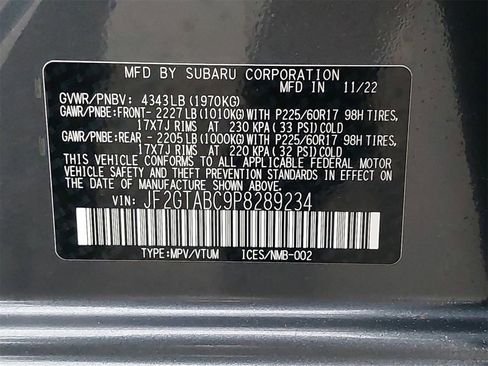 MFD BY SUBARU CORPORATION
MFD IN 11/22
GVWR/PNBV: 4343LB (1970KG)
GAWR/PNBE:FRONT- 2227LB (1010KG) WITH P225/60R17 98H TIRES,
17X7J RIMS AT 230 KPA (33 PSI) COLD
GAWR/PNBE:REAR - 2205LB (1000KG) WITH P225/60R17 98H TIRES,
17X7J RIMS AT 220 KPA (32 PSI) COLD
THIS VEHICLE CONFORMS TO ALL APPLICABLE FEDERAL MOTOR
VEHICLE SAFETY AND THEFT PREVENTION STANDARDS IN EFFECT
ON THE DATE OF MANUFACTURE SHOWN ABOVE.
VIN: JF2GTABC9P8289234
TYPE:MPV/VTUM ICES/NMB-002